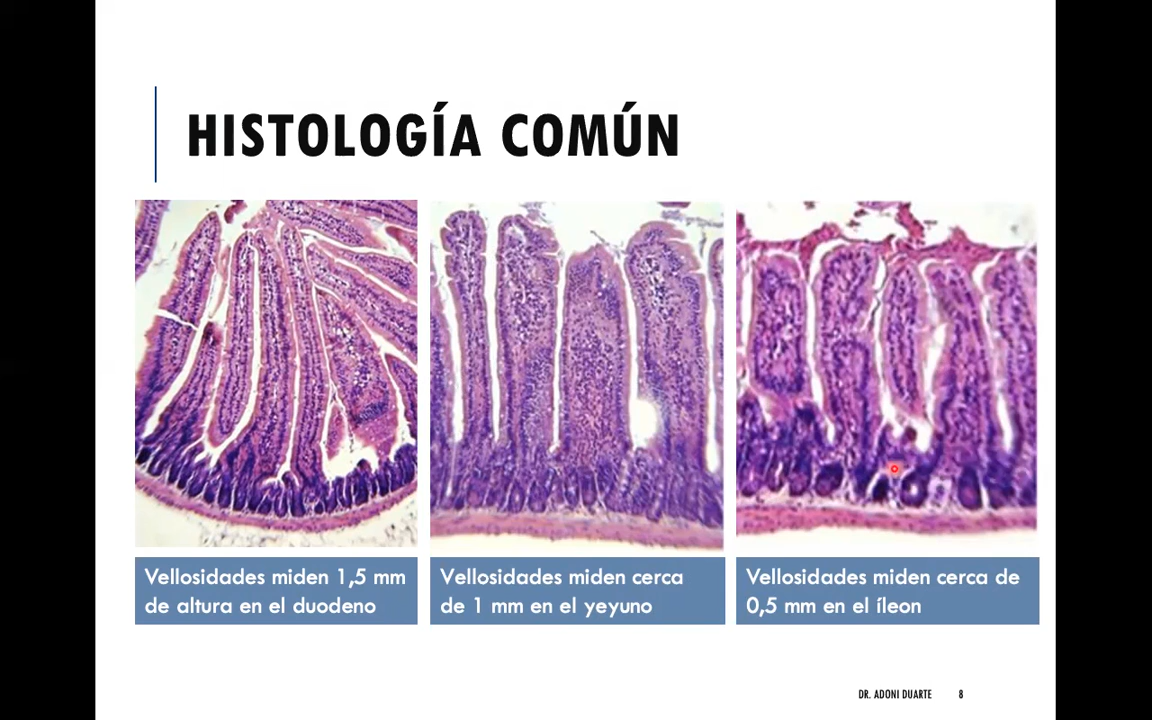 HISTOLOGÍA COMÚN
Vellosidades miden 1,5 mm
de altura en el duodeno
Vellosidades miden cerca
de 1 mm en el yeyuno
Vellosidades miden cerca de
0,5 mm en el íleon
DR. ADONI DUARTE 8